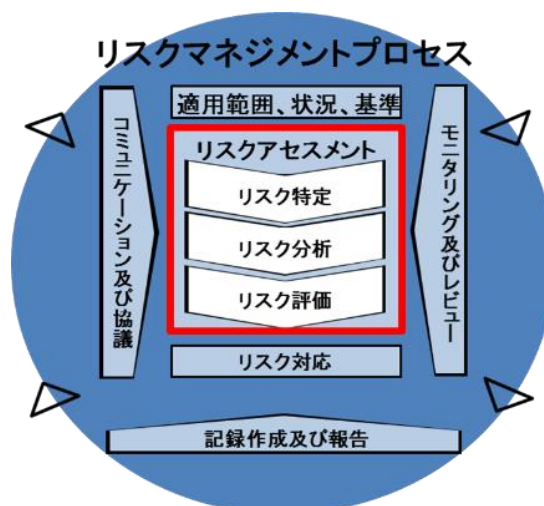 リスクマネジメントプロセス
適用範囲、状況、基準
コミュニケーション及び協議
リスクアセスメント
リスク特定
リスク分析
リスク評価
モニタリング及びレビュー
リスク対応
記録作成及び報告